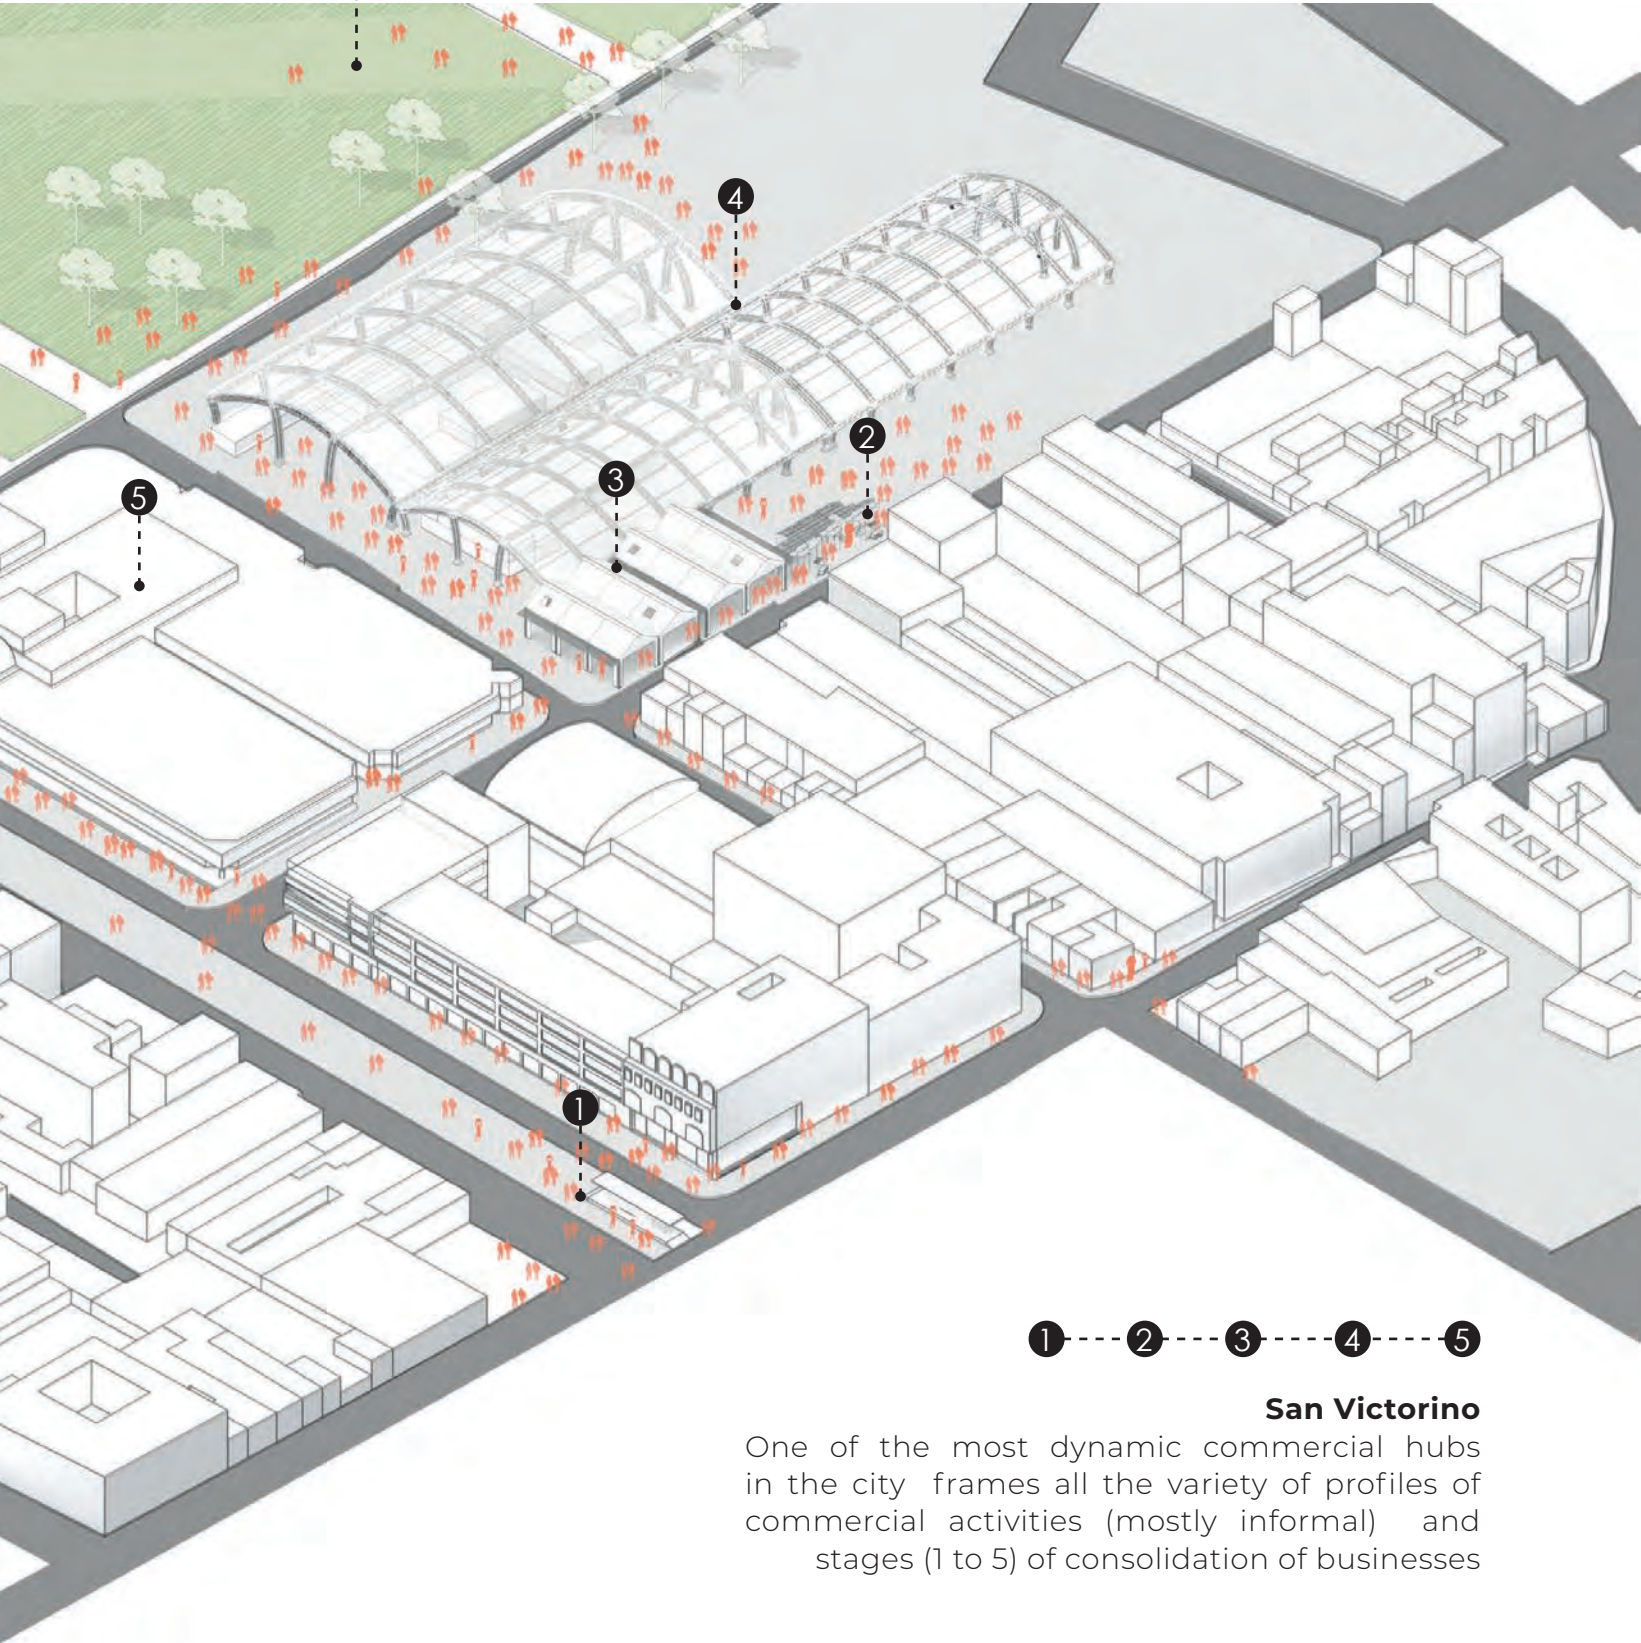 4
2
3
5
1
1 2 3 4 5
San Victorino
One of the most dynamic commercial hubs
in the city frames all the variety of profiles of
commercial activities (mostly informal) and
stages (1 to 5) of consolidation of businesses